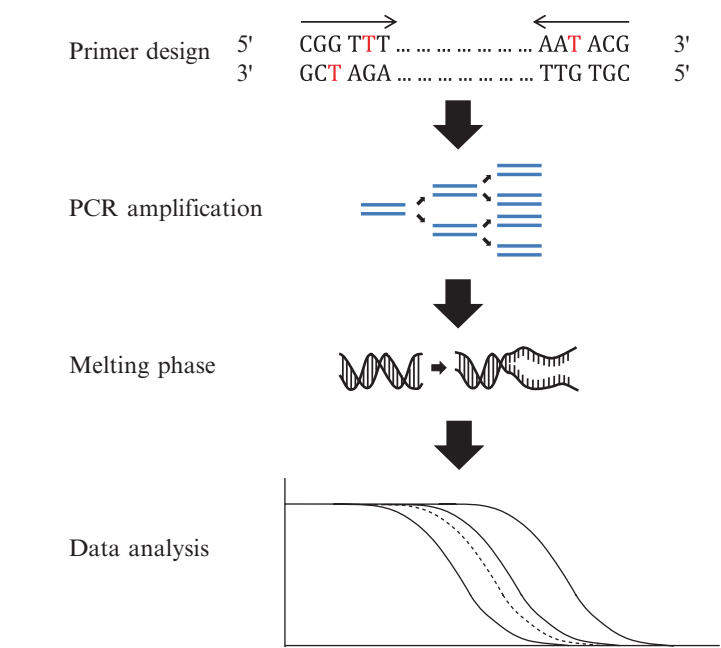 Primer design 5' CGG TTT ... ... ... ... ... ... AAT ACG 3'
3' GCT AGA ... ... ... ... ... ... TTG TGC 5'
PCR amplification
Melting phase
Data analysis